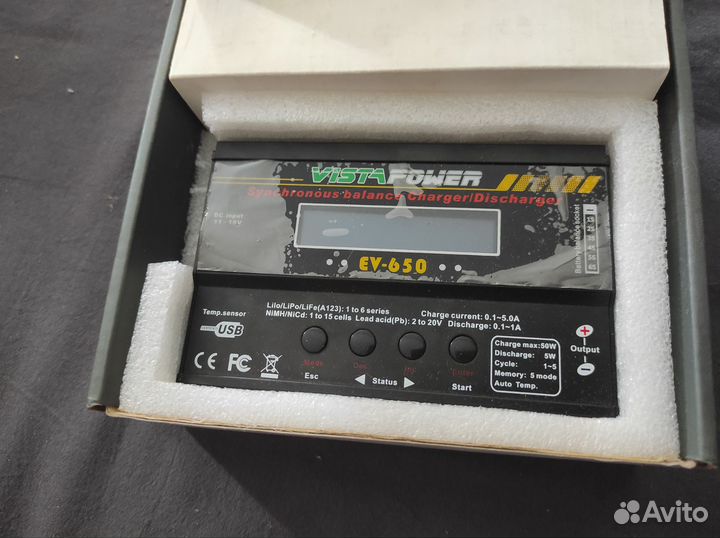 VISTAPOWER
Synchronous balance Charger/Discharger
DC Input
11 - 18V
Battery balance socket
EV-650
Temp.sensor
USB
LiIo/LiPo/LiFe(A123): 1 to 6 series
NiMH/NiCd: 1 to 15 cells Lead acid(Pb): 2 to 20V
Charge current: 0.1~5.0A
Discharge: 0.1~1A
CE FC
Mode
Dec
Inc
Enter
Esc
◀ Status ▶
Start
Charge max:50W
Discharge: 5W
Cycle: 1~5
Memory: 5 mode
Auto Temp.
+
Output
−
Avito